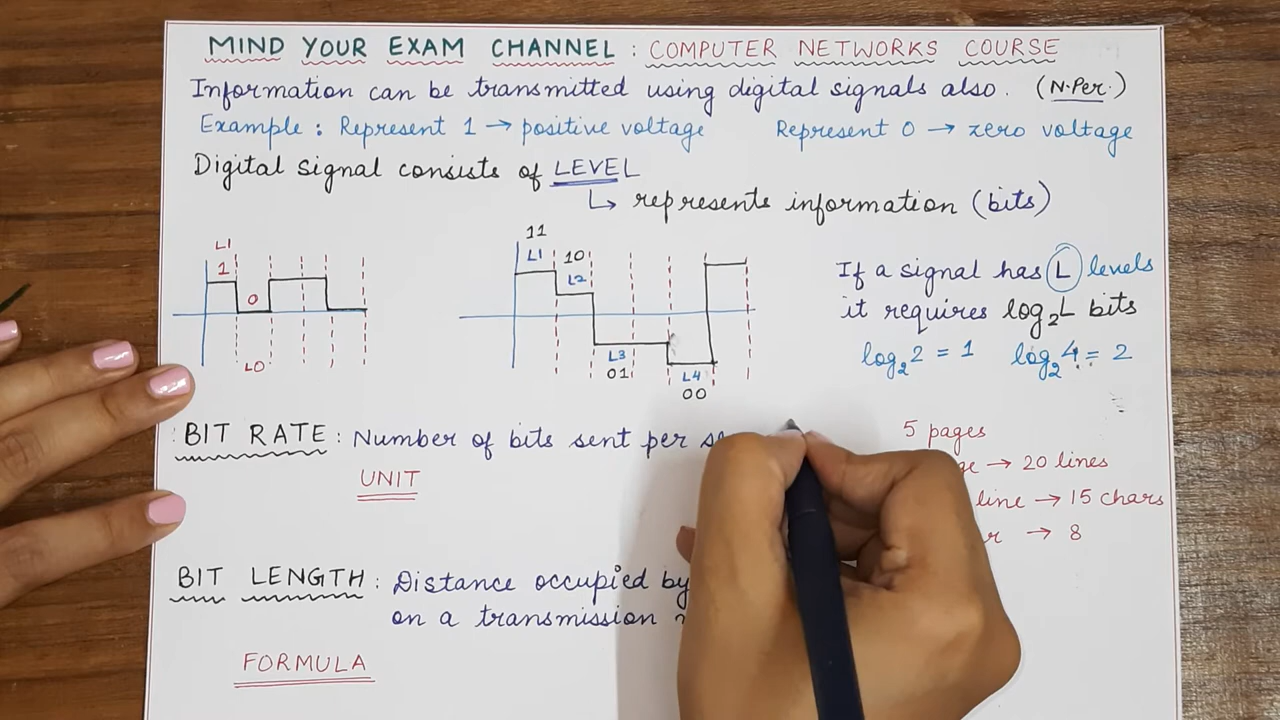 MIND YOUR EXAM CHANNEL : COMPUTER NETWORKS COURSE
Information can be transmitted using digital signals also. (N.Per.)
Example : Represent 1 → positive voltage Represent 0 → zero voltage
Digital signal consists of LEVEL
↳ represents information (bits)
L1
1
0
L0
11
L1
10
L2
L3
01
L4
00
If a signal has L levels
it requires log₂L bits
log₂2 = 1 log₂4 = 2
BIT RATE : Number of bits sent per
UNIT
5 pages
→ 20 lines
line → 15 chars
→ 8
BIT LENGTH : Distance occupied by
on a transmission
FORMULA